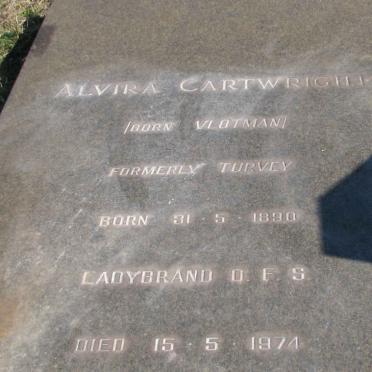 ALVIRA CARTWRIGHT
[BORN VLOTMAN]
FORMERLY TURVEY
BORN 31 · 5 · 1890
LADYBRAND O. F. S.
DIED 15 · 5 · 1974